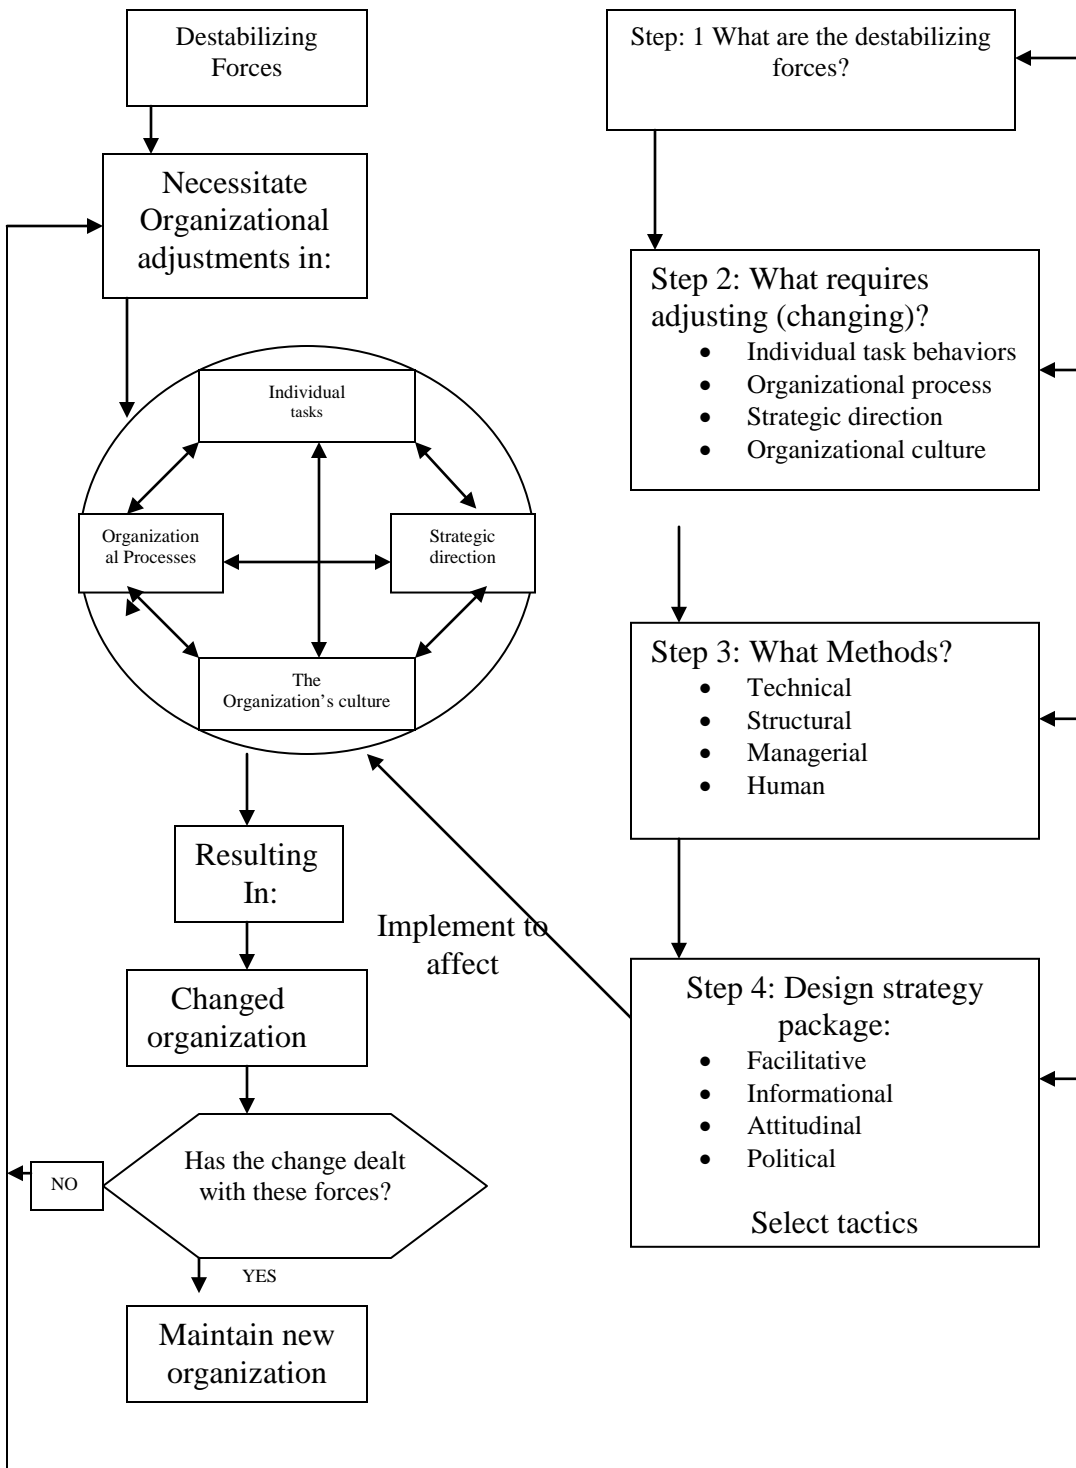 Destabilizing
Forces
Necessitate
Organizational
adjustments in:
Individual
tasks
Organization
al Processes
Strategic
direction
The
Organization’s culture
Resulting
In:
Changed
organization
Has the change dealt
with these forces?
NO
YES
Maintain new
organization
Implement to
affect
Step: 1 What are the destabilizing
forces?
Step 2: What requires
adjusting (changing)?
• Individual task behaviors
• Organizational process
• Strategic direction
• Organizational culture
Step 3: What Methods?
• Technical
• Structural
• Managerial
• Human
Step 4: Design strategy
package:
• Facilitative
• Informational
• Attitudinal
• Political
Select tactics